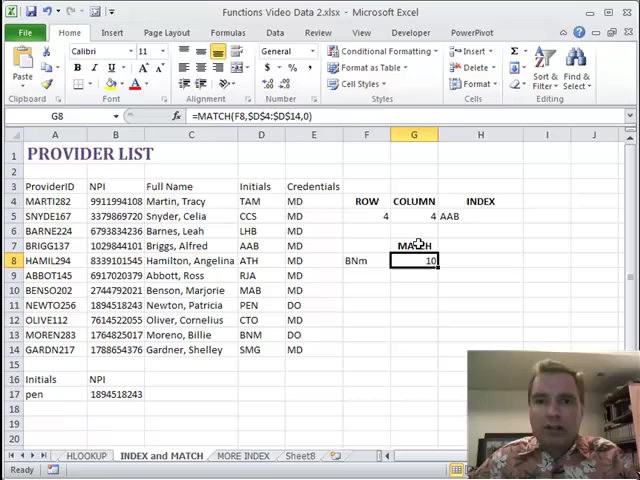 Functions Video Data 2.xlsx - Microsoft Excel
File Home Insert Page Layout Formulas Data Review View Developer PowerPivot
Paste Calibri 11 General Conditional Formatting Insert Sort & Filter Find & Select
B I U A $ % , Format as Table Delete
Cell Styles Format
Clipboard Font Alignment Number Styles Cells Editing
G8 fx =MATCH(F8,$D$4:$D$14,0)
A B C D E F G H I J
1 PROVIDER LIST
2
3 ProviderID NPI Full Name Initials Credentials
4 MARTI282 9911994108 Martin, Tracy TAM MD ROW COLUMN INDEX
5 SNYDE167 3379869720 Snyder, Celia CCS MD 4 4 AAB
6 BARNE224 6793834236 Barnes, Leah LHB MD
7 BRIGG137 1029844101 Briggs, Alfred AAB MD MATCH
8 HAMIL294 8339101545 Hamilton, Angelina ATH MD BNm 10
9 ABBOT145 6917020379 Abbott, Ross RJA MD
10 BENSO702 2744792021 Benson, Marjorie MAB MD
11 NEWTO256 1894518243 Newton, Patricia PEN DO
12 OLIVE112 7614522055 Oliver, Cornelius CTO MD
13 MOREN283 1764825017 Moreno, Billie BNM DO
14 GARDN217 1788654376 Gardner, Shelley SMG MD
15
16 Initials NPI
17 pen 1894518243
18
19
20
HLOOKUP INDEX and MATCH MORE INDEX Sheet8
Ready